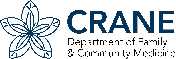 CRANE
Department of Family
& Community Medicine